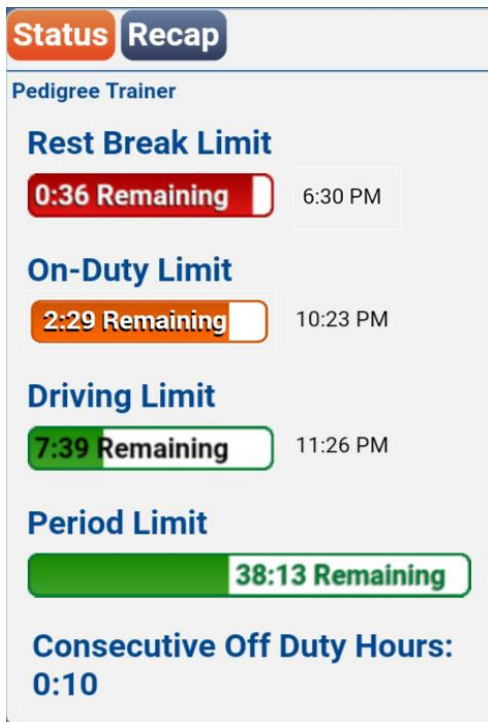 Status Recap
Pedigree Trainer
Rest Break Limit
0:36 Remaining 6:30 PM
On-Duty Limit
2:29 Remaining 10:23 PM
Driving Limit
7:39 Remaining 11:26 PM
Period Limit
38:13 Remaining
Consecutive Off Duty Hours:
0:10